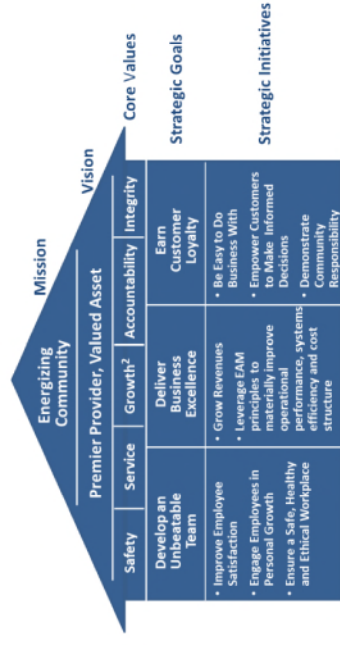 Mission
Energizing
Community
Vision
Premier Provider, Valued Asset
Safety Service Growth² Accountability Integrity Core Values
Develop an
Unbeatable
Team
Deliver
Business
Excellence
Earn
Customer
Loyalty
Strategic Goals
• Improve Employee
Satisfaction
• Engage Employees in
Personal Growth
• Ensure a Safe, Healthy
and Ethical Workplace
• Grow Revenues
• Leverage EAM
principles to
materially improve
operational
performance, systems
efficiency and cost
structure
• Be Easy to Do
Business With
• Empower Customers
to Make Informed
Decisions
• Demonstrate
Community
Responsibility
Strategic Initiatives